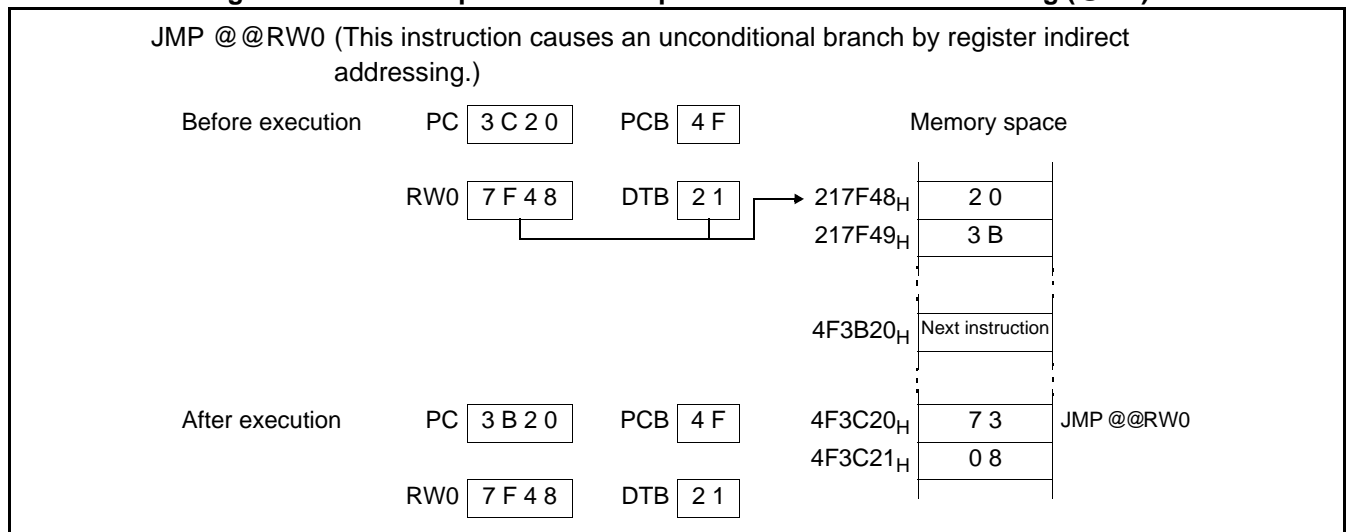 JMP @@RW0 (This instruction causes an unconditional branch by register indirect
addressing.)
Before execution PC 3 C 2 0 PCB 4 F Memory space
RW0 7 F 4 8 DTB 2 1 217F48H 2 0
217F49H 3 B
4F3B20H Next instruction
After execution PC 3 B 2 0 PCB 4 F 4F3C20H 7 3 JMP @@RW0
4F3C21H 0 8
RW0 7 F 4 8 DTB 2 1